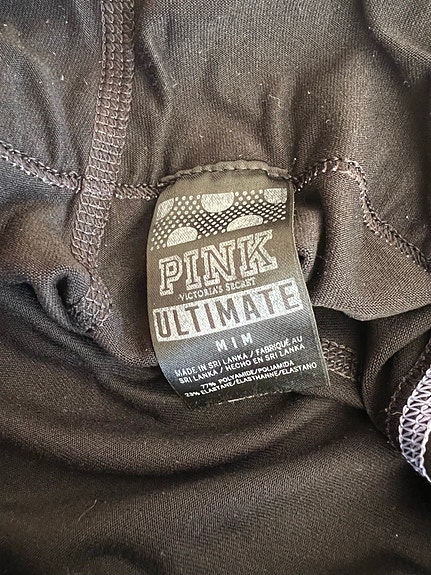 PINK
VICTORIA'S SECRET
ULTIMATE
M|M
MADE IN SRI LANKA / FABRIQUÉ AU
SRI LANKA / HECHO EN SRI LANKA
77% POLYAMIDE/POLIAMIDA
23% ELASTANE/ÉLASTHANNE/ELASTANO